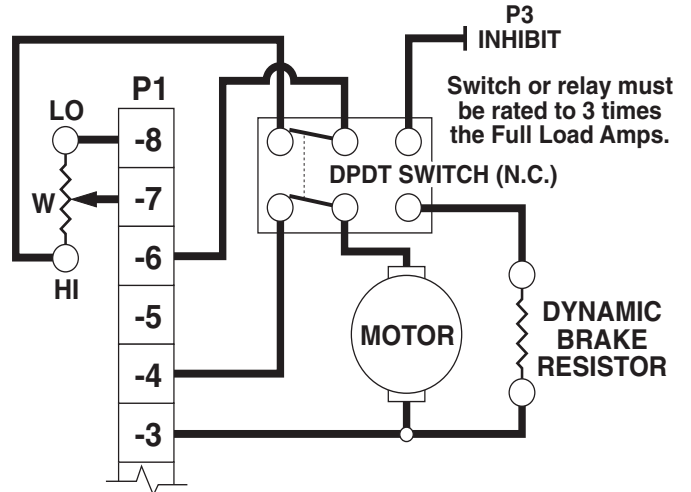 P3
INHIBIT
Switch or relay must
be rated to 3 times
the Full Load Amps.
P1
LO
-8
W
-7
DPDT SWITCH (N.C.)
-6
HI
-5
MOTOR
DYNAMIC
BRAKE
RESISTOR
-4
-3